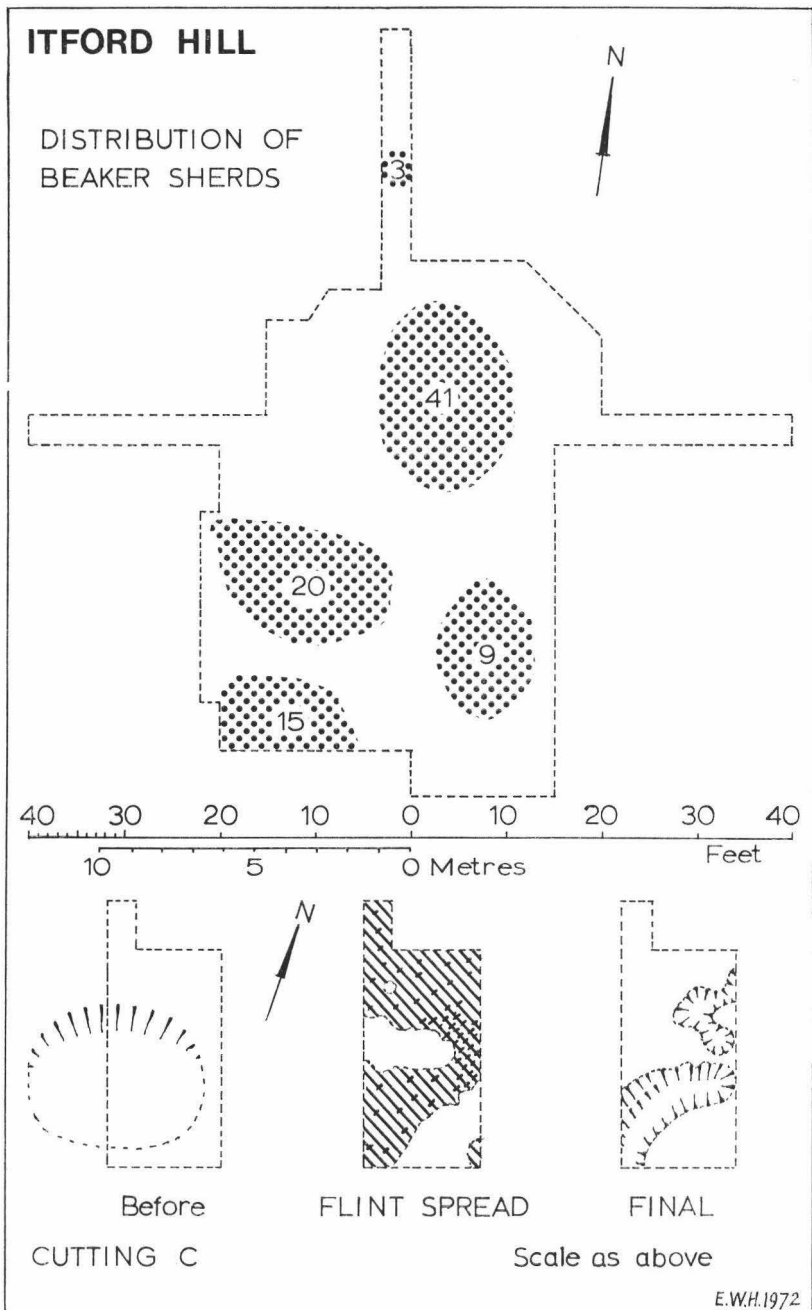 ITFORD HILL
DISTRIBUTION OF
BEAKER SHERDS
N
3
41
20
9
15
40 30 20 10 0 10 20 30 40
Feet
10 5 0 Metres
N
Before FLINT SPREAD FINAL
CUTTING C Scale as above
E.W.H.1972